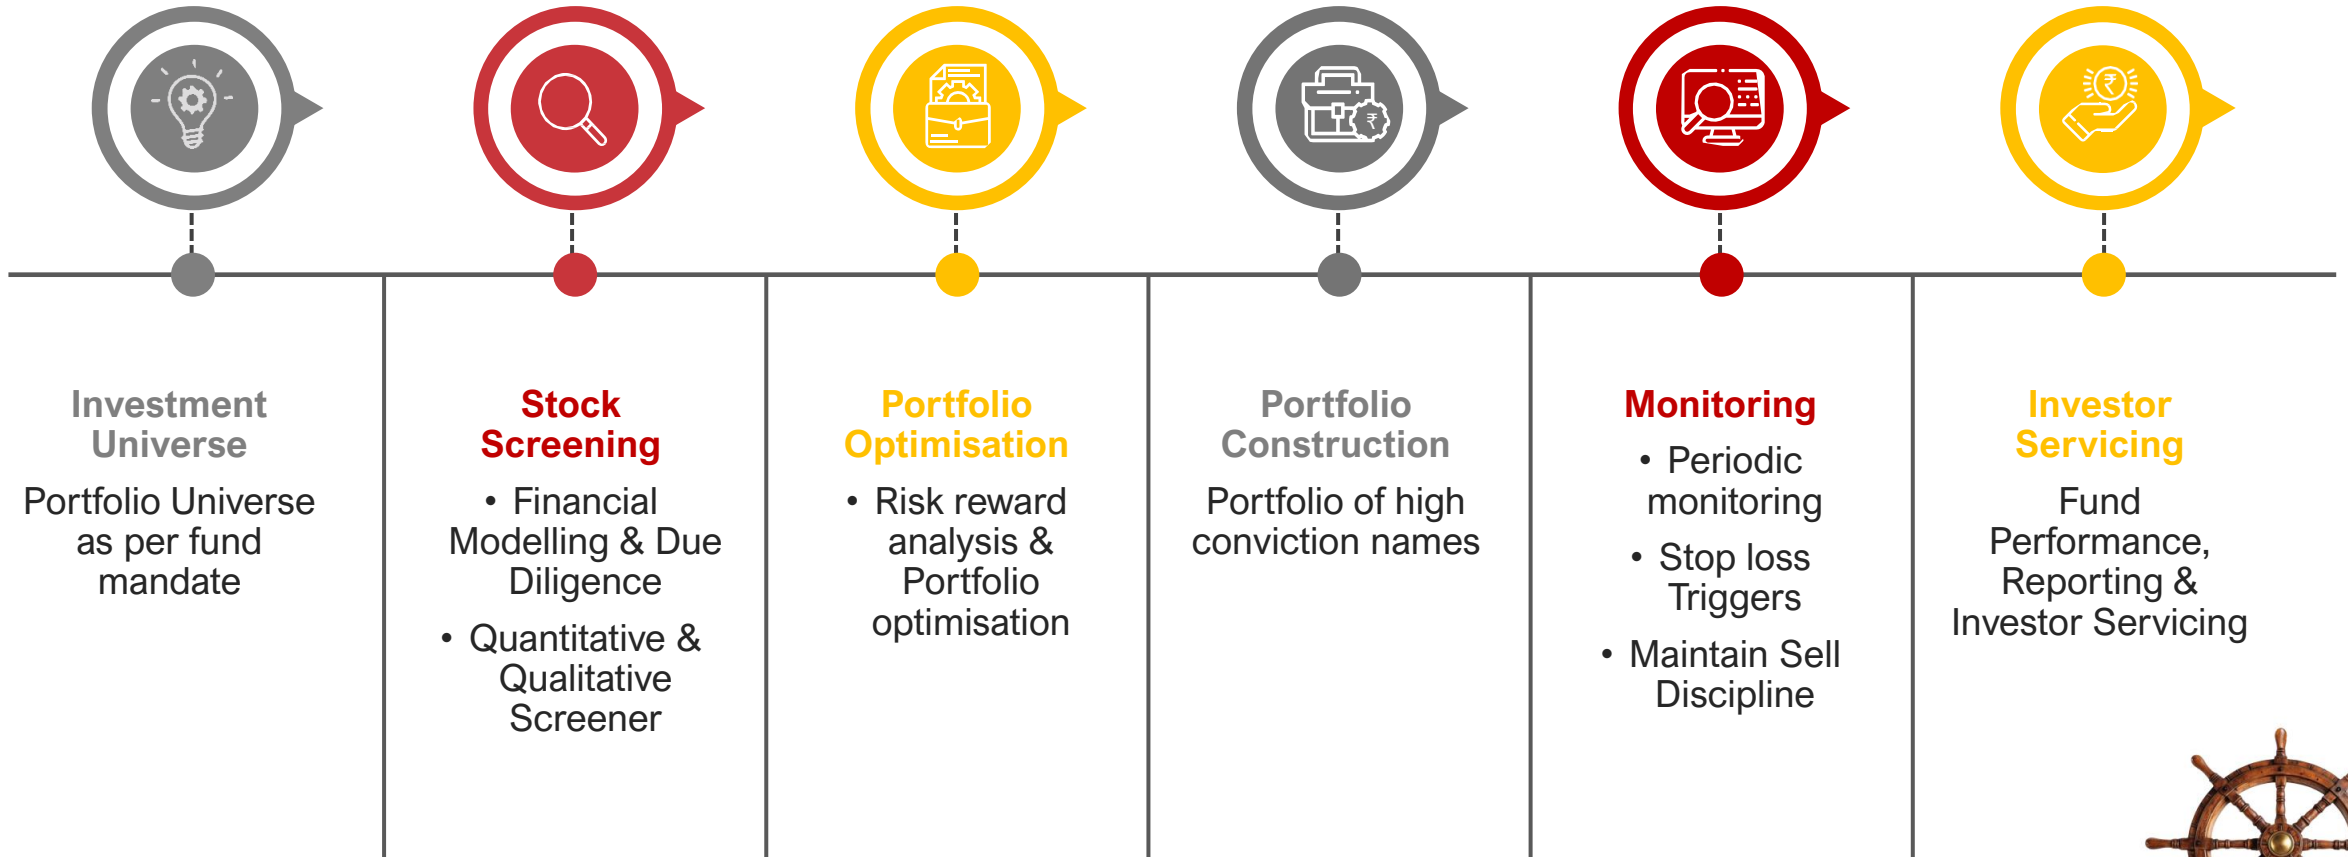 Investment
Universe
Portfolio Universe
as per fund
mandate
Stock
Screening
• Financial
Modelling & Due
Diligence
• Quantitative &
Qualitative
Screener
Portfolio
Optimisation
• Risk reward
analysis &
Portfolio
optimisation
₹
Portfolio
Construction
Portfolio of high
conviction names
Monitoring
• Periodic
monitoring
• Stop loss
Triggers
• Maintain Sell
Discipline
₹
Investor
Servicing
Fund
Performance,
Reporting &
Investor Servicing